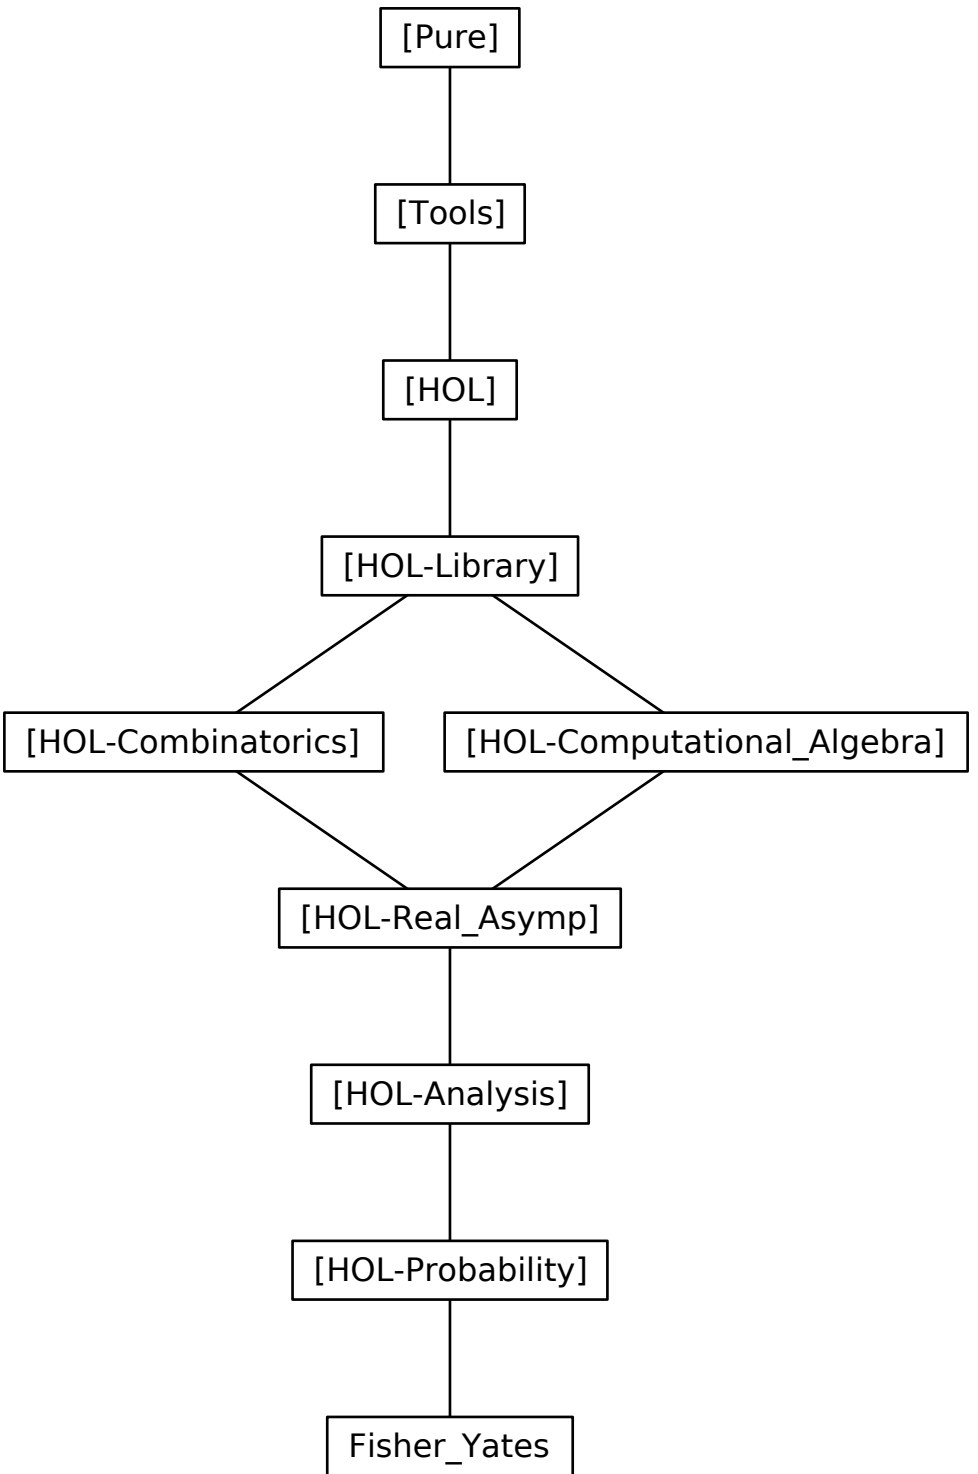 [Pure]
[Tools]
[HOL]
[HOL-Library]
[HOL-Combinatorics]
[HOL-Computational_Algebra]
[HOL-Real_Asymp]
[HOL-Analysis]
[HOL-Probability]
Fisher_Yates